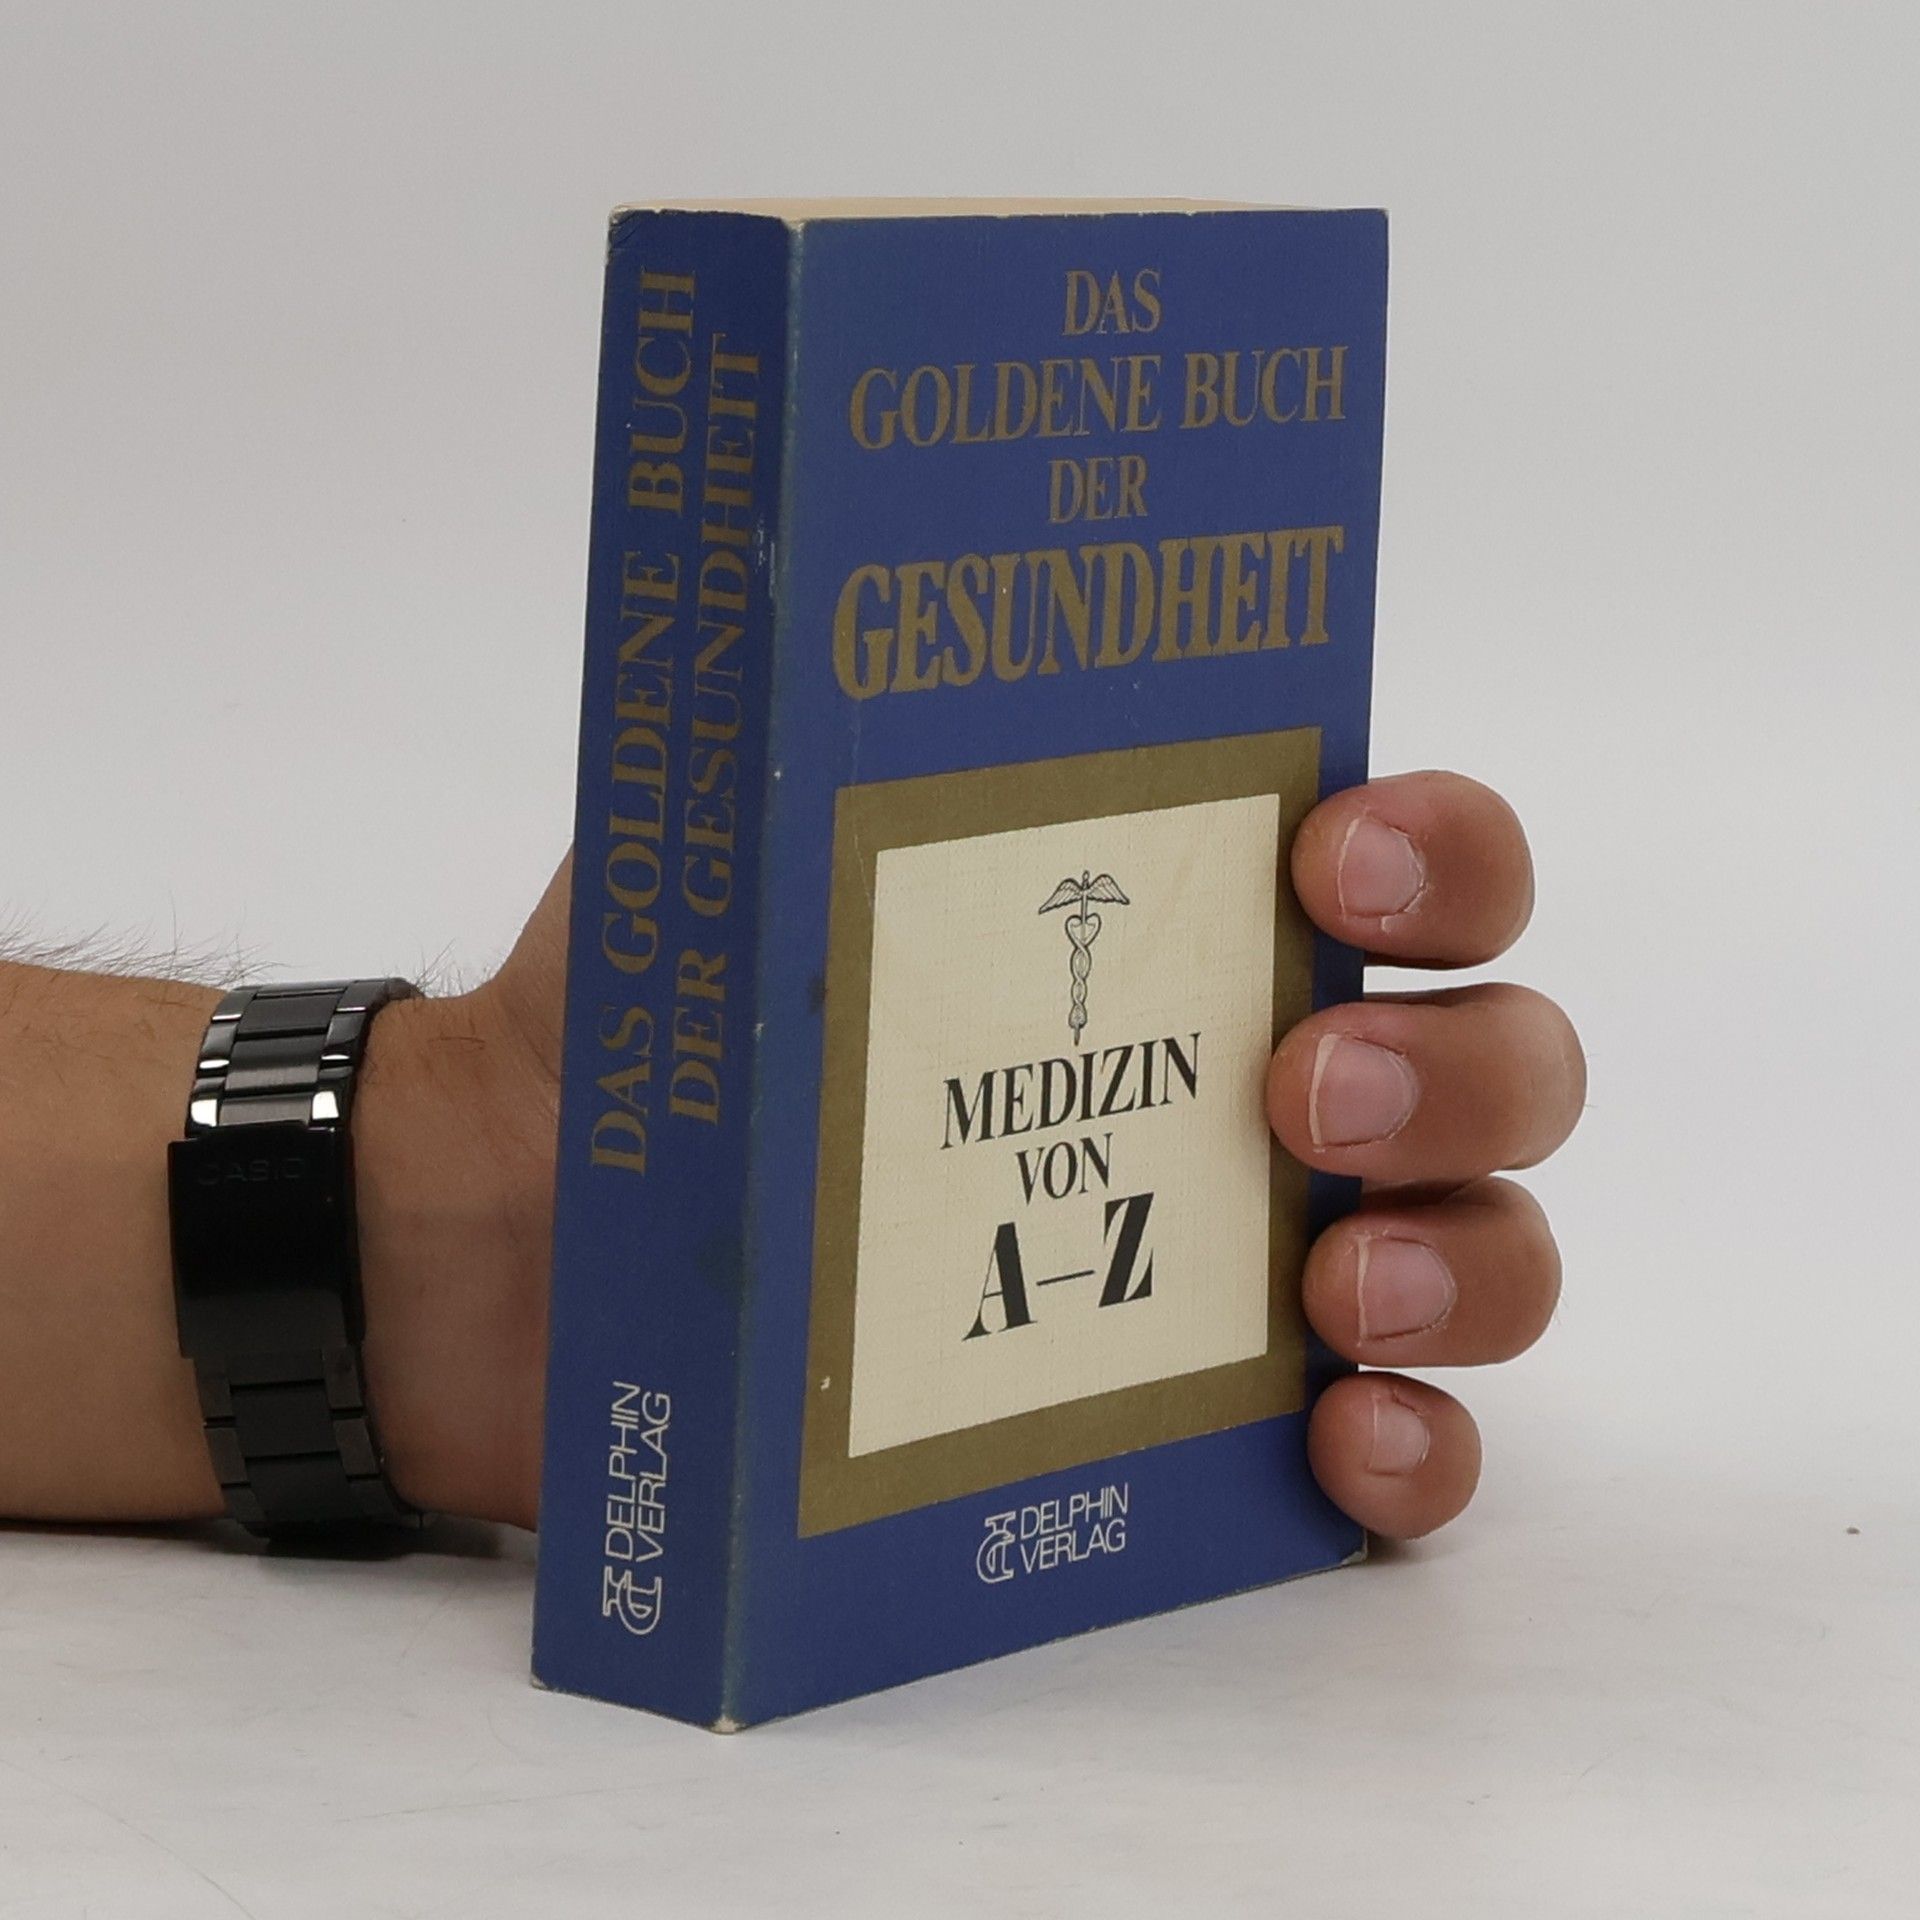 DAS GOLDENE BUCH
DER GESUNDHEIT
DELPHIN
VERLAG
DAS
GOLDENE BUCH
DER
GESUNDHEIT
MEDIZIN
VON
A–Z
DELPHIN
VERLAG
CASIO